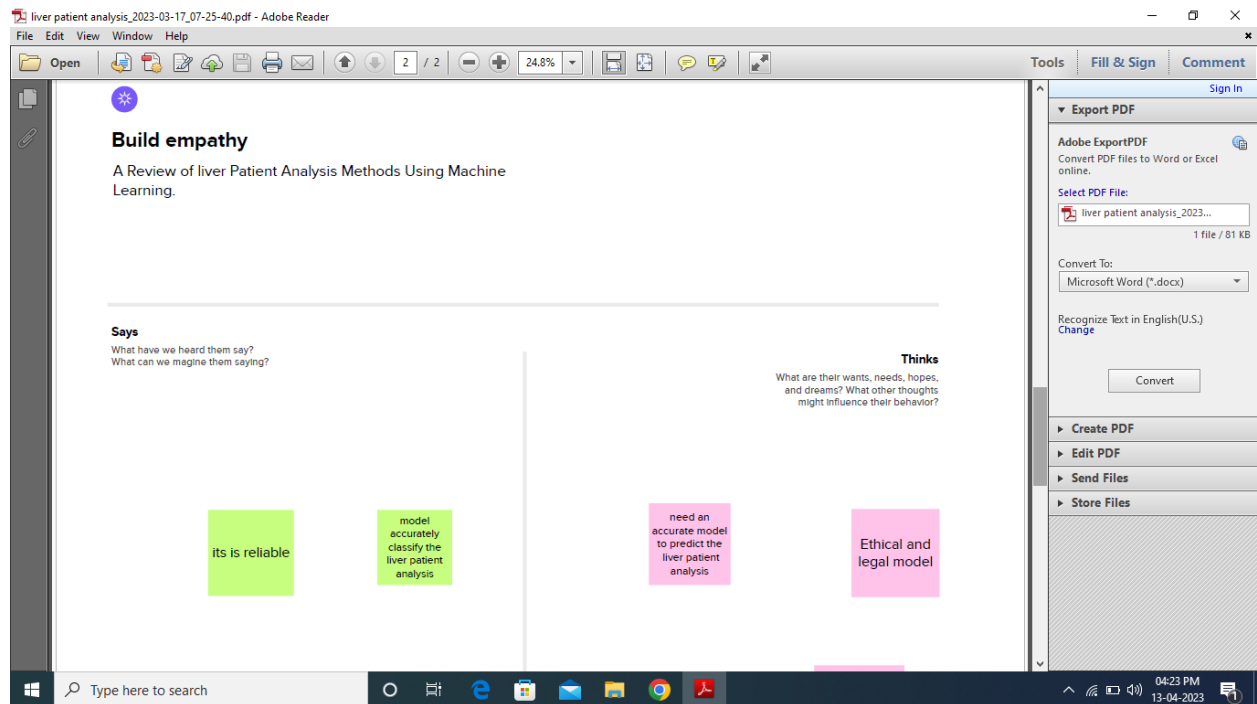 liver patient analysis_2023-03-17_07-25-40.pdf - Adobe Reader
File Edit View Window Help
Open
2 / 2
24.8%
Tools
Fill & Sign
Comment
Sign In
Build empathy
A Review of liver Patient Analysis Methods Using Machine
Learning.
Says
What have we heard them say?
What can we magine them saying?
Thinks
What are their wants, needs, hopes,
and dreams? What other thoughts
might influence their behavior?
its is reliable
model
accurately
classify the
liver patient
analysis
need an
accurate model
to predict the
liver patient
analysis
Ethical and
legal model
Export PDF
Adobe ExportPDF
Convert PDF files to Word or Excel
online.
Select PDF File:
liver patient analysis_2023...
1 file / 81 KB
Convert To:
Microsoft Word (*.docx)
Recognize Text in English(U.S.)
Change
Convert
Create PDF
Edit PDF
Send Files
Store Files
Type here to search
04:23 PM
13-04-2023
1